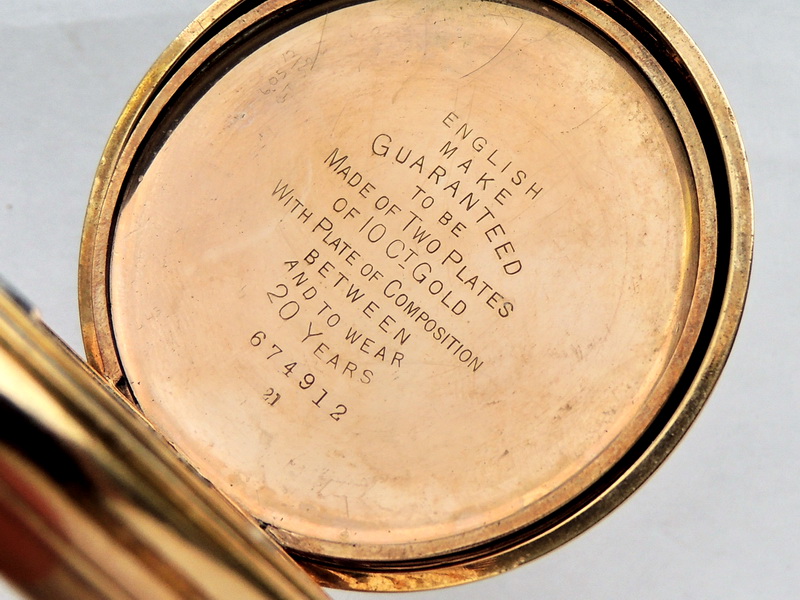 ENGLISH
MAKE
GUARANTEED
TO BE
MADE OF TWO PLATES
OF 10 CT GOLD
WITH PLATE OF COMPOSITION
BETWEEN
AND TO WEAR
20 YEARS
674912
21